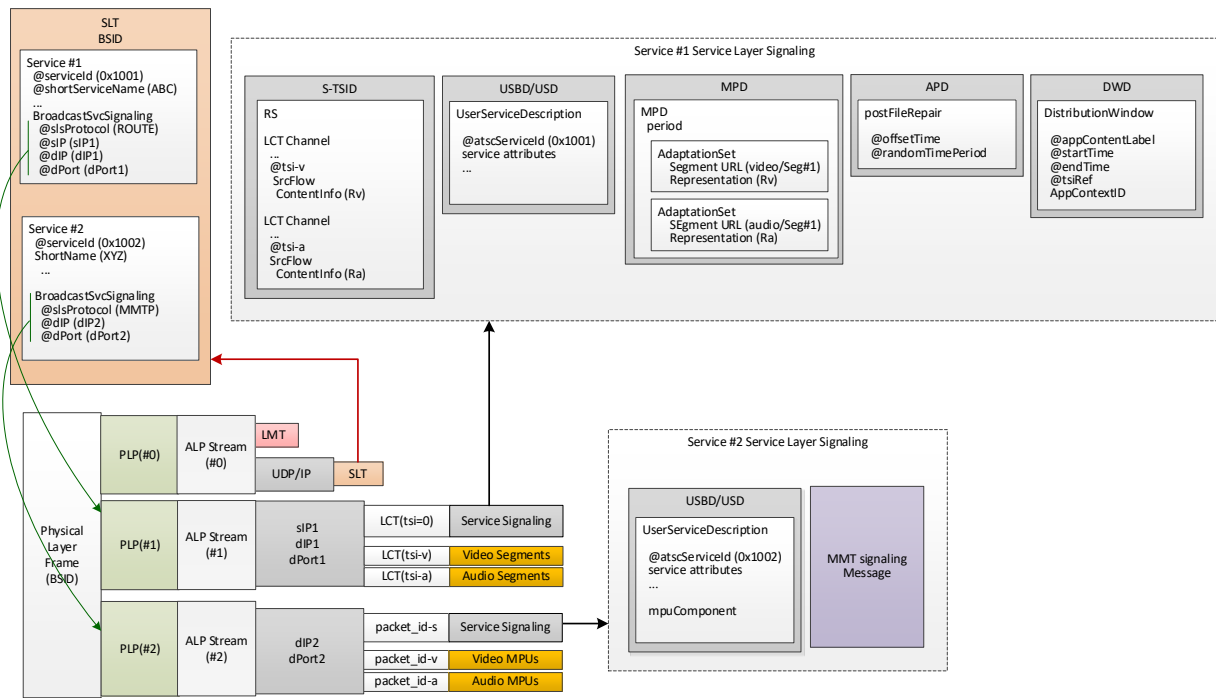 SLT
BSID
Service #1
@serviceId (0x1001)
@shortServiceName (ABC)
...
BroadcastSvcSignaling
@slsProtocol (ROUTE)
@sIP (sIP1)
@dIP (dIP1)
@dPort (dPort1)
Service #2
@serviceId (0x1002)
ShortName (XYZ)
...
BroadcastSvcSignaling
@slsProtocol (MMTP)
@dIP (dIP2)
@dPort (dPort2)
Service #1 Service Layer Signaling
S-TSID
RS
LCT Channel
...
@tsi-v
SrcFlow
ContentInfo (Rv)
LCT Channel
...
@tsi-a
SrcFlow
ContentInfo (Ra)
USBD/USD
UserServiceDescription
@atscServiceId (0x1001)
service attributes
...
MPD
MPD
period
AdaptationSet
Segment URL (video/Seg#1)
Representation (Rv)
AdaptationSet
SEgment URL (audio/Seg#1)
Representation (Ra)
APD
postFileRepair
@offsetTime
@randomTimePeriod
DWD
DistributionWindow
@appContentLabel
@startTime
@endTime
@tsiRef
AppContextID
Physical
Layer
Frame
(BSID)
PLP(#0)
ALP Stream
(#0)
LMT
UDP/IP
SLT
PLP(#1)
ALP Stream
(#1)
sIP1
dIP1
dPort1
LCT(tsi=0)
Service Signaling
LCT(tsi-v)
Video Segments
LCT(tsi-a)
Audio Segments
PLP(#2)
ALP Stream
(#2)
dIP2
dPort2
packet_id-s
Service Signaling
packet_id-v
Video MPUs
packet_id-a
Audio MPUs
Service #2 Service Layer Signaling
USBD/USD
UserServiceDescription
@atscServiceId (0x1002)
service attributes
...
mpuComponent
MMT signaling
Message